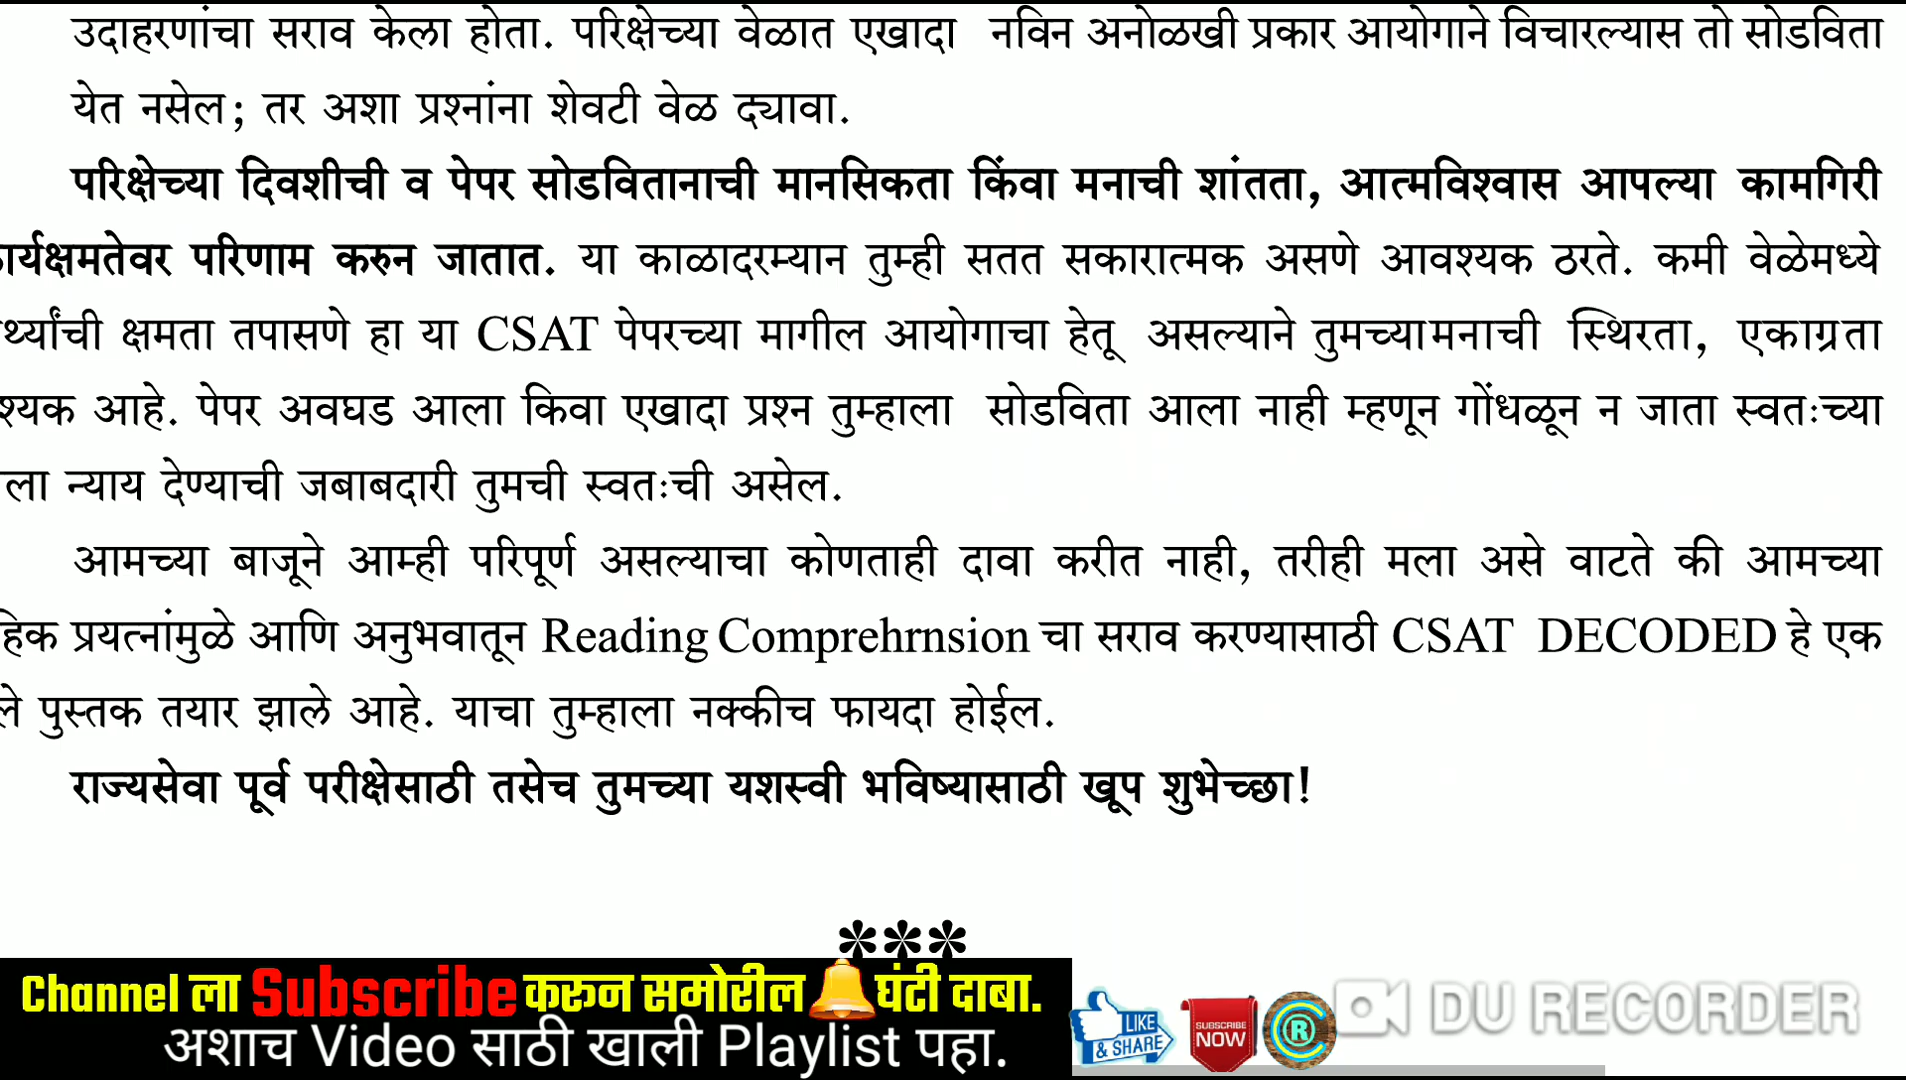 उदाहरणांचा सराव केला होता. परिक्षेच्या वेळात एखादा नविन अनोळखी प्रकार आयोगाने विचारल्यास तो सोडविता
येत नसेल; तर अशा प्रश्नांना शेवटी वेळ द्यावा.
परिक्षेच्या दिवशीची व पेपर सोडवितानाची मानसिकता किंवा मनाची शांतता, आत्मविश्वास आपल्या कामगिरी
परिणाम करुन जातात. या काळादरम्यान तुम्ही सतत सकारात्मक असणे आवश्यक ठरते. कमी वेळेमध्ये
क्षमता तपासणे हा या CSAT पेपरच्या मागील आयोगाचा हेतू असल्याने तुमच्यामनाची स्थिरता, एकाग्रता
आहे. पेपर अवघड आला किवा एखादा प्रश्न तुम्हाला सोडविता आला नाही म्हणून गोंधळून न जाता स्वतःच्या
न्याय देण्याची जबाबदारी तुमची स्वतःची असेल.
आमच्या बाजूने आम्ही परिपूर्ण असल्याचा कोणताही दावा करीत नाही, तरीही मला असे वाटते की आमच्या
प्रयत्नांमुळे आणि अनुभवातून Reading Comprehrnsion चा सराव करण्यासाठी CSAT DECODED हे एक
पुस्तक तयार झाले आहे. याचा तुम्हाला नक्कीच फायदा होईल.
राज्यसेवा पूर्व परीक्षेसाठी तसेच तुमच्या यशस्वी भविष्यासाठी खूप शुभेच्छा!
***
Channel ला Subscribe करून समोरील घंटी दाबा.
अशाच Video साठी खाली Playlist पहा.
LIKE
& SHARE
SUBSCRIBE
NOW
C R
DU RECORDER